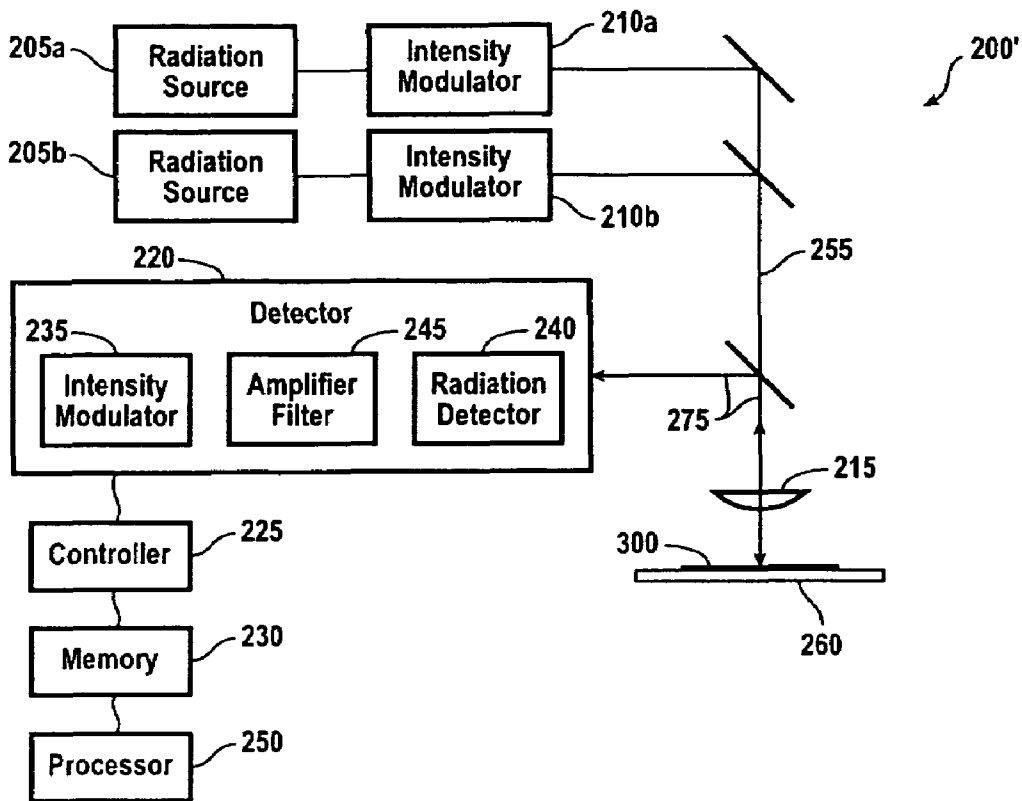 205a
Radiation
Source
Intensity
Modulator
210a
200'
205b
Radiation
Source
Intensity
Modulator
210b
255
220
Detector
235
Intensity
Modulator
245
Amplifier
Filter
240
Radiation
Detector
275
215
300
260
Controller
225
Memory
230
Processor
250